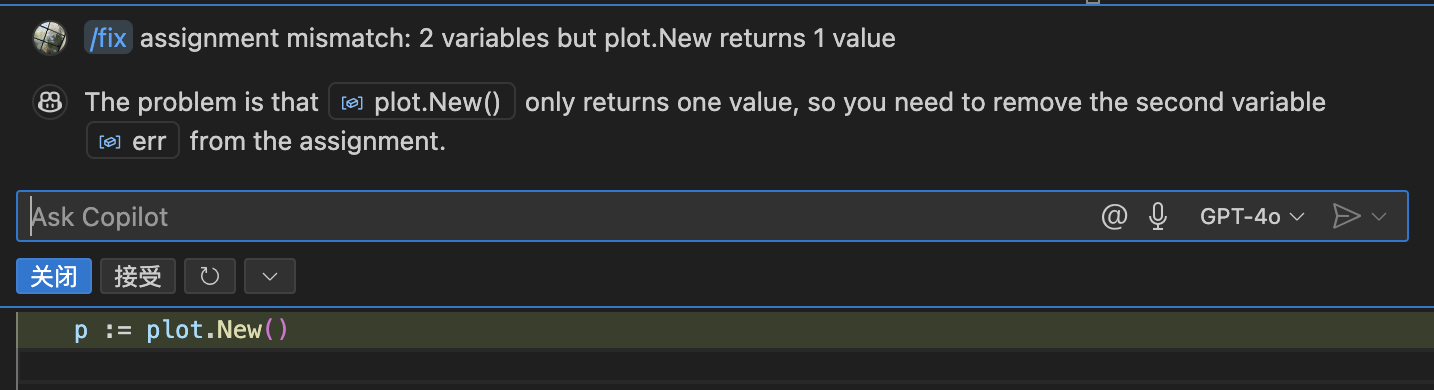 /fix assignment mismatch: 2 variables but plot.New returns 1 value
The problem is that plot.New() only returns one value, so you need to remove the second variable
err from the assignment.
Ask Copilot @ GPT-4o
关闭 接受
p := plot.New()